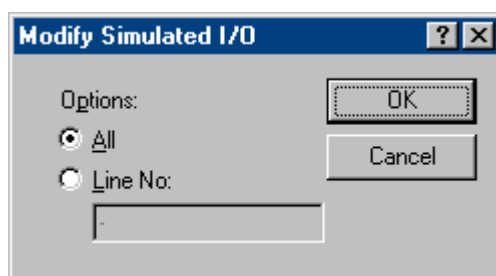 Modify Simulated I/O
Options:
All
Line No:
-
OK
Cancel